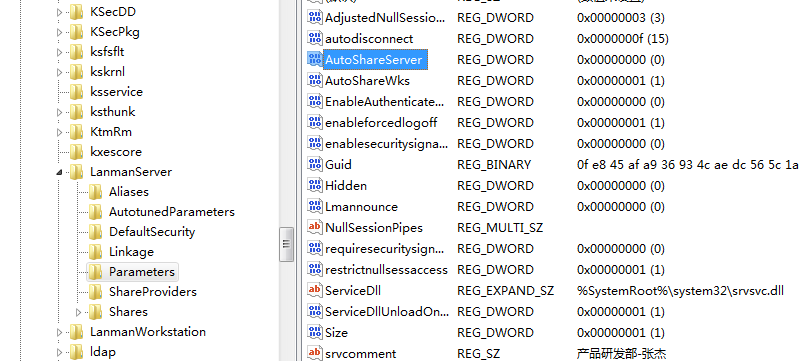 KSecDD
KSecPkg
ksfsflt
kskrnl
ksservice
ksthunk
KtmRm
kxescore
LanmanServer
Aliases
AutotunedParameters
DefaultSecurity
Linkage
Parameters
ShareProviders
Shares
LanmanWorkstation
ldap
AdjustedNullSessio... REG_DWORD 0x00000003 (3)
autodisconnect REG_DWORD 0x0000000f (15)
AutoShareServer REG_DWORD 0x00000000 (0)
AutoShareWks REG_DWORD 0x00000001 (1)
EnableAuthenticate... REG_DWORD 0x00000000 (0)
enableforcedlogoff REG_DWORD 0x00000001 (1)
enablesecuritysigna... REG_DWORD 0x00000000 (0)
Guid REG_BINARY 0f e8 45 af a9 36 93 4c ae dc 56 5c 1a
Hidden REG_DWORD 0x00000000 (0)
Lmannounce REG_DWORD 0x00000000 (0)
NullSessionPipes REG_MULTI_SZ
requiresecuritysign... REG_DWORD 0x00000000 (0)
restrictnullsessaccess REG_DWORD 0x00000001 (1)
ServiceDll REG_EXPAND_SZ %SystemRoot%\system32\srvsvc.dll
ServiceDllUnloadOn... REG_DWORD 0x00000001 (1)
Size REG_DWORD 0x00000001 (1)
srvcomment REG_SZ 产品研发部-张杰